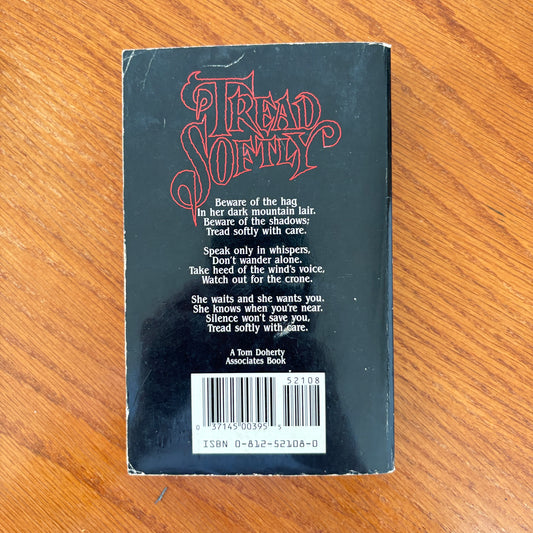 TREAD
SOFTLY
Beware of the hag
In her dark mountain lair.
Beware of the shadows;
Tread softly with care.
Speak only in whispers,
Don't wander alone.
Take heed of the wind's voice,
Watch out for the crone.
She waits and she wants you,
She knows when you're near.
Silence won't save you,
Tread softly with care.
A Tom Doherty
Associates Book
52108
0 37145 00395 5
ISBN 0-812-52108-0